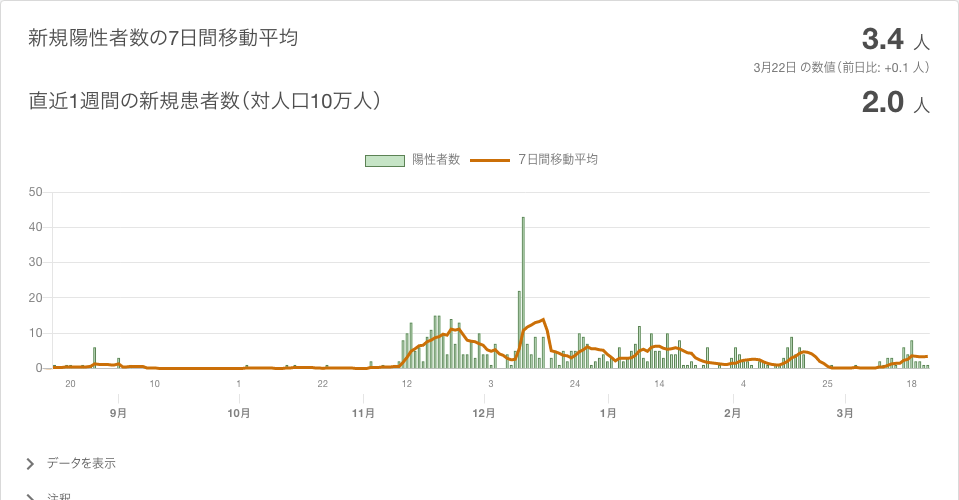 新規陽性者数の7日間移動平均
3.4 人
3月22日 の数値(前日比: +0.1 人)
直近1週間の新規患者数(対人口10万人)
2.0 人
陽性者数 7日間移動平均
50
40
30
20
10
0
20 10 1 22 12 3 24 14 4 25 18
9月 10月 11月 12月 1月 2月 3月
データを表示
注釈